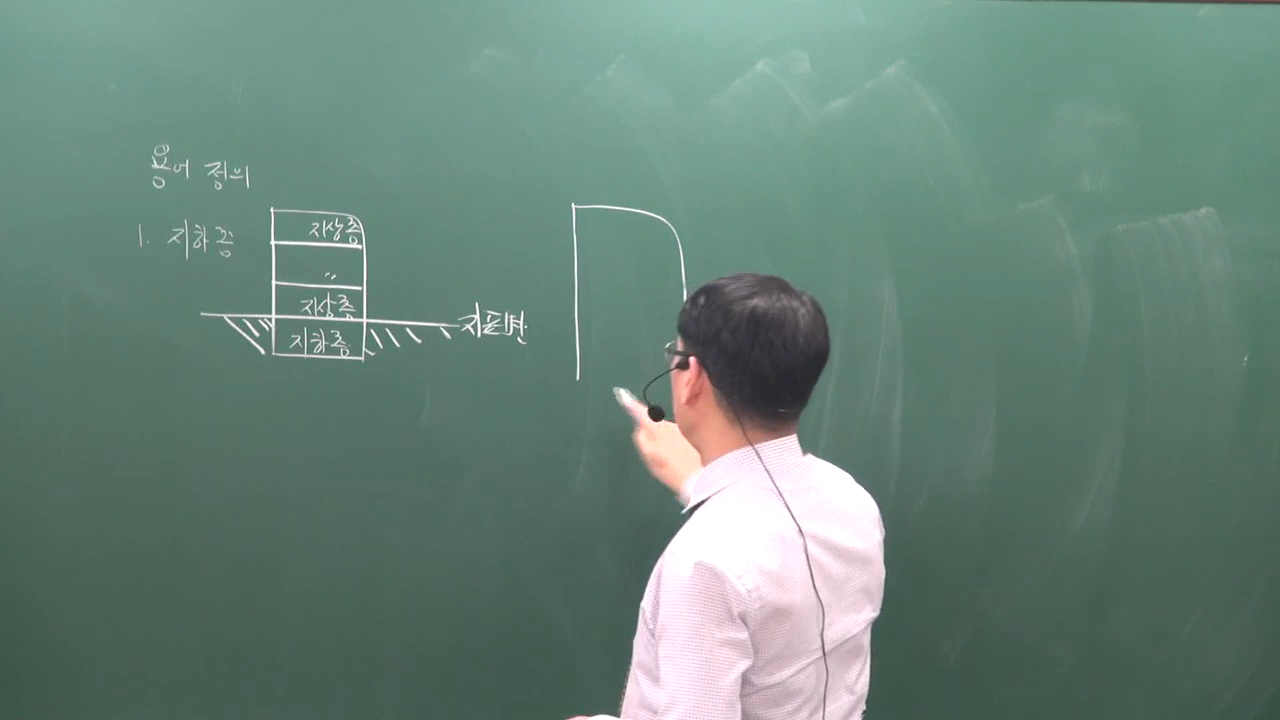 용어 정의
1. 지하층
지상층
〃
지상층
지표면
지하층